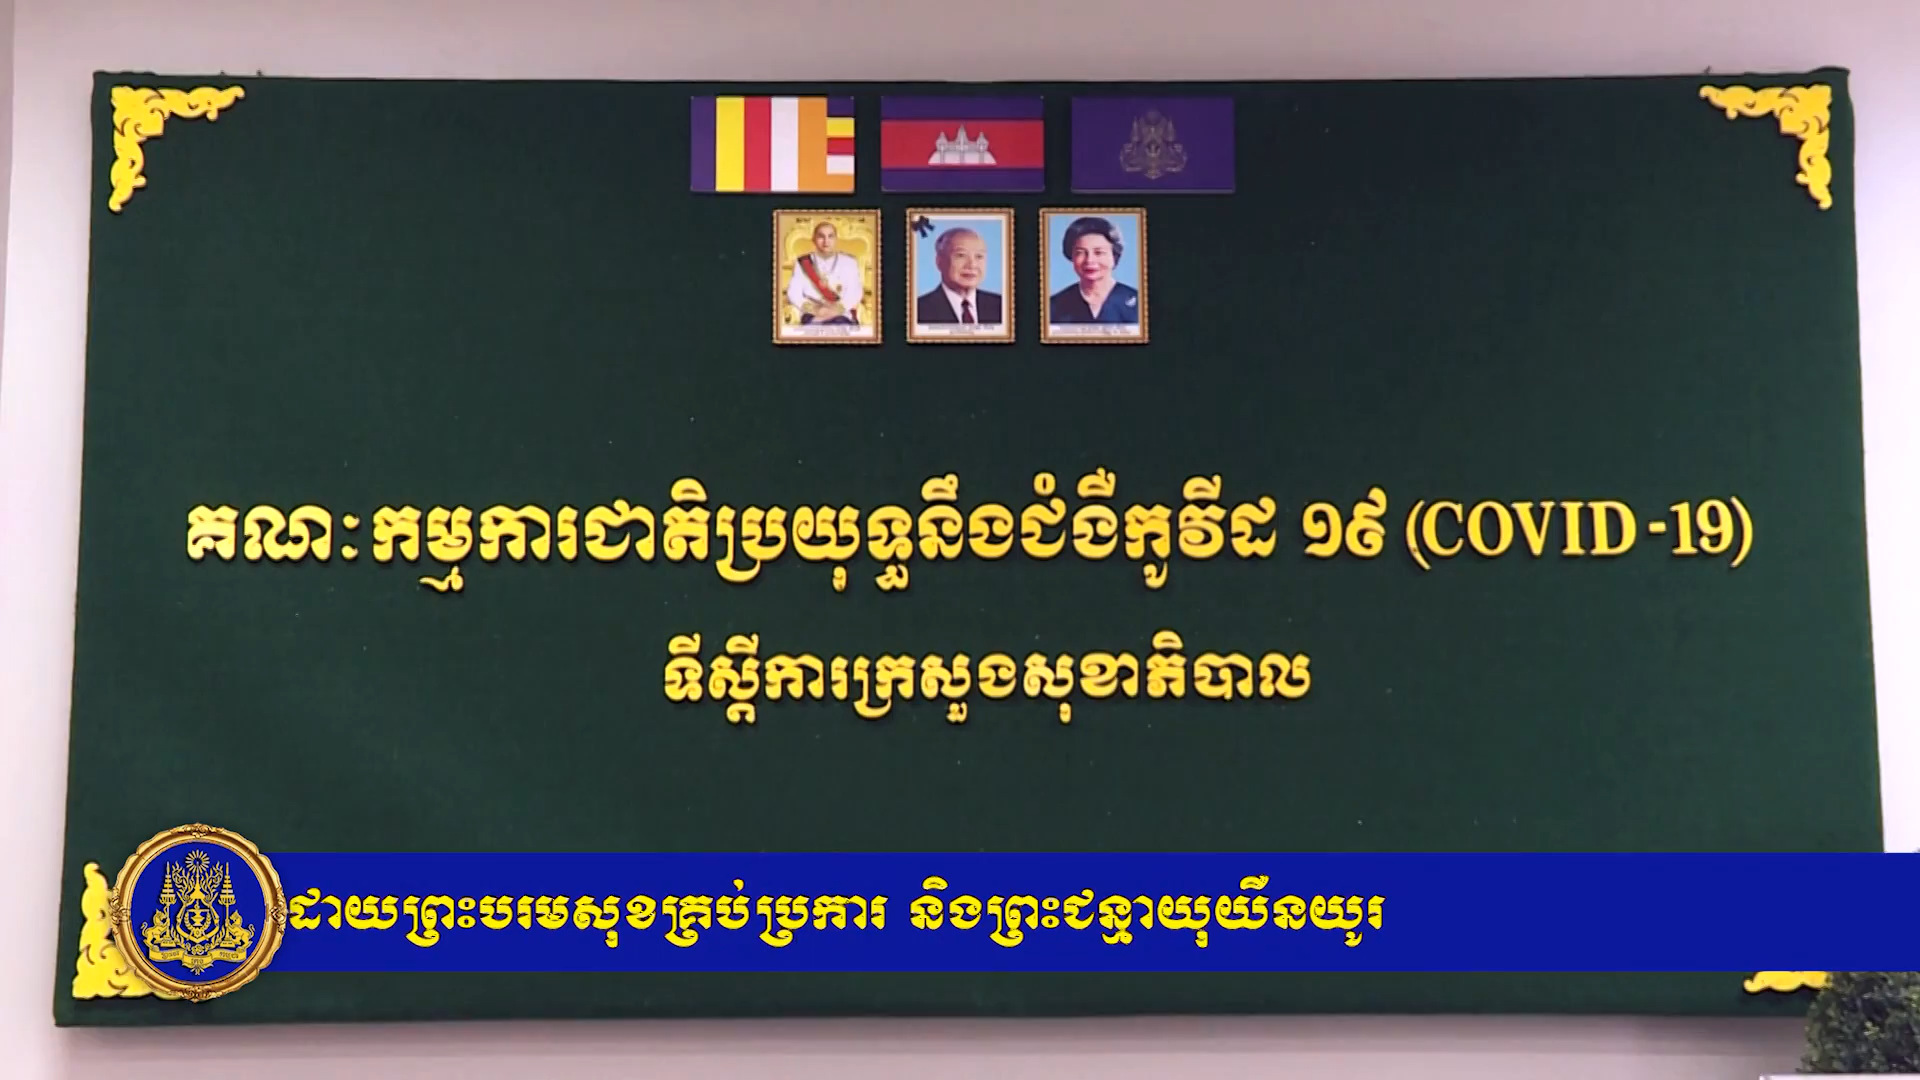 គណៈកម្មការជាតិប្រយុទ្ធនឹងជំងឺកូវីដ ១៩ (COVID-19)
ទីស្ដីការក្រសួងសុខាភិបាល
ដាយព្រះបរមសុខគ្រប់ប្រការ និងព្រះជន្មាយុយឺនយូរ